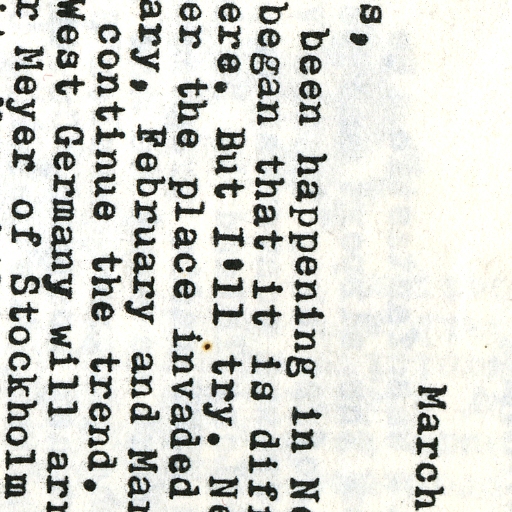 March
s,
been happening in Ne
began that it is diff
ere. But I'll try. Ne
er the place invaded
ary, February and Mar
continue the trend.
West Germany will arr
r Meyer of Stockholm